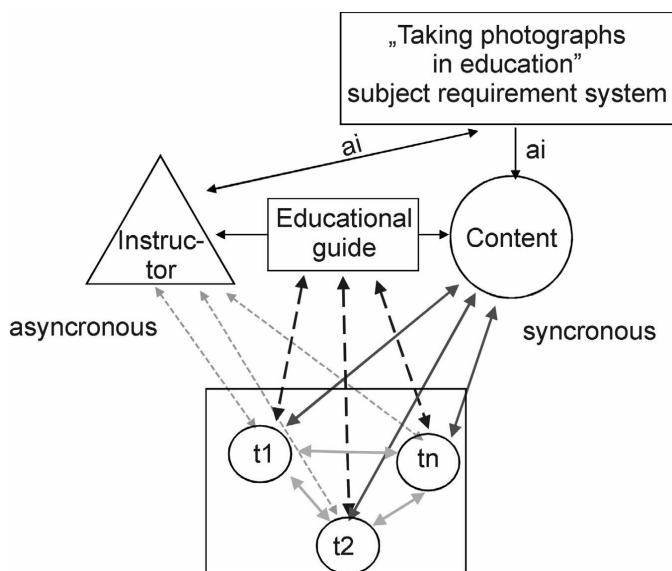 „Taking photographs
in education”
subject requirement system
ai
ai
Instruc-
tor
Educational
guide
Content
asyncronous
syncronous
t1
tn
t2